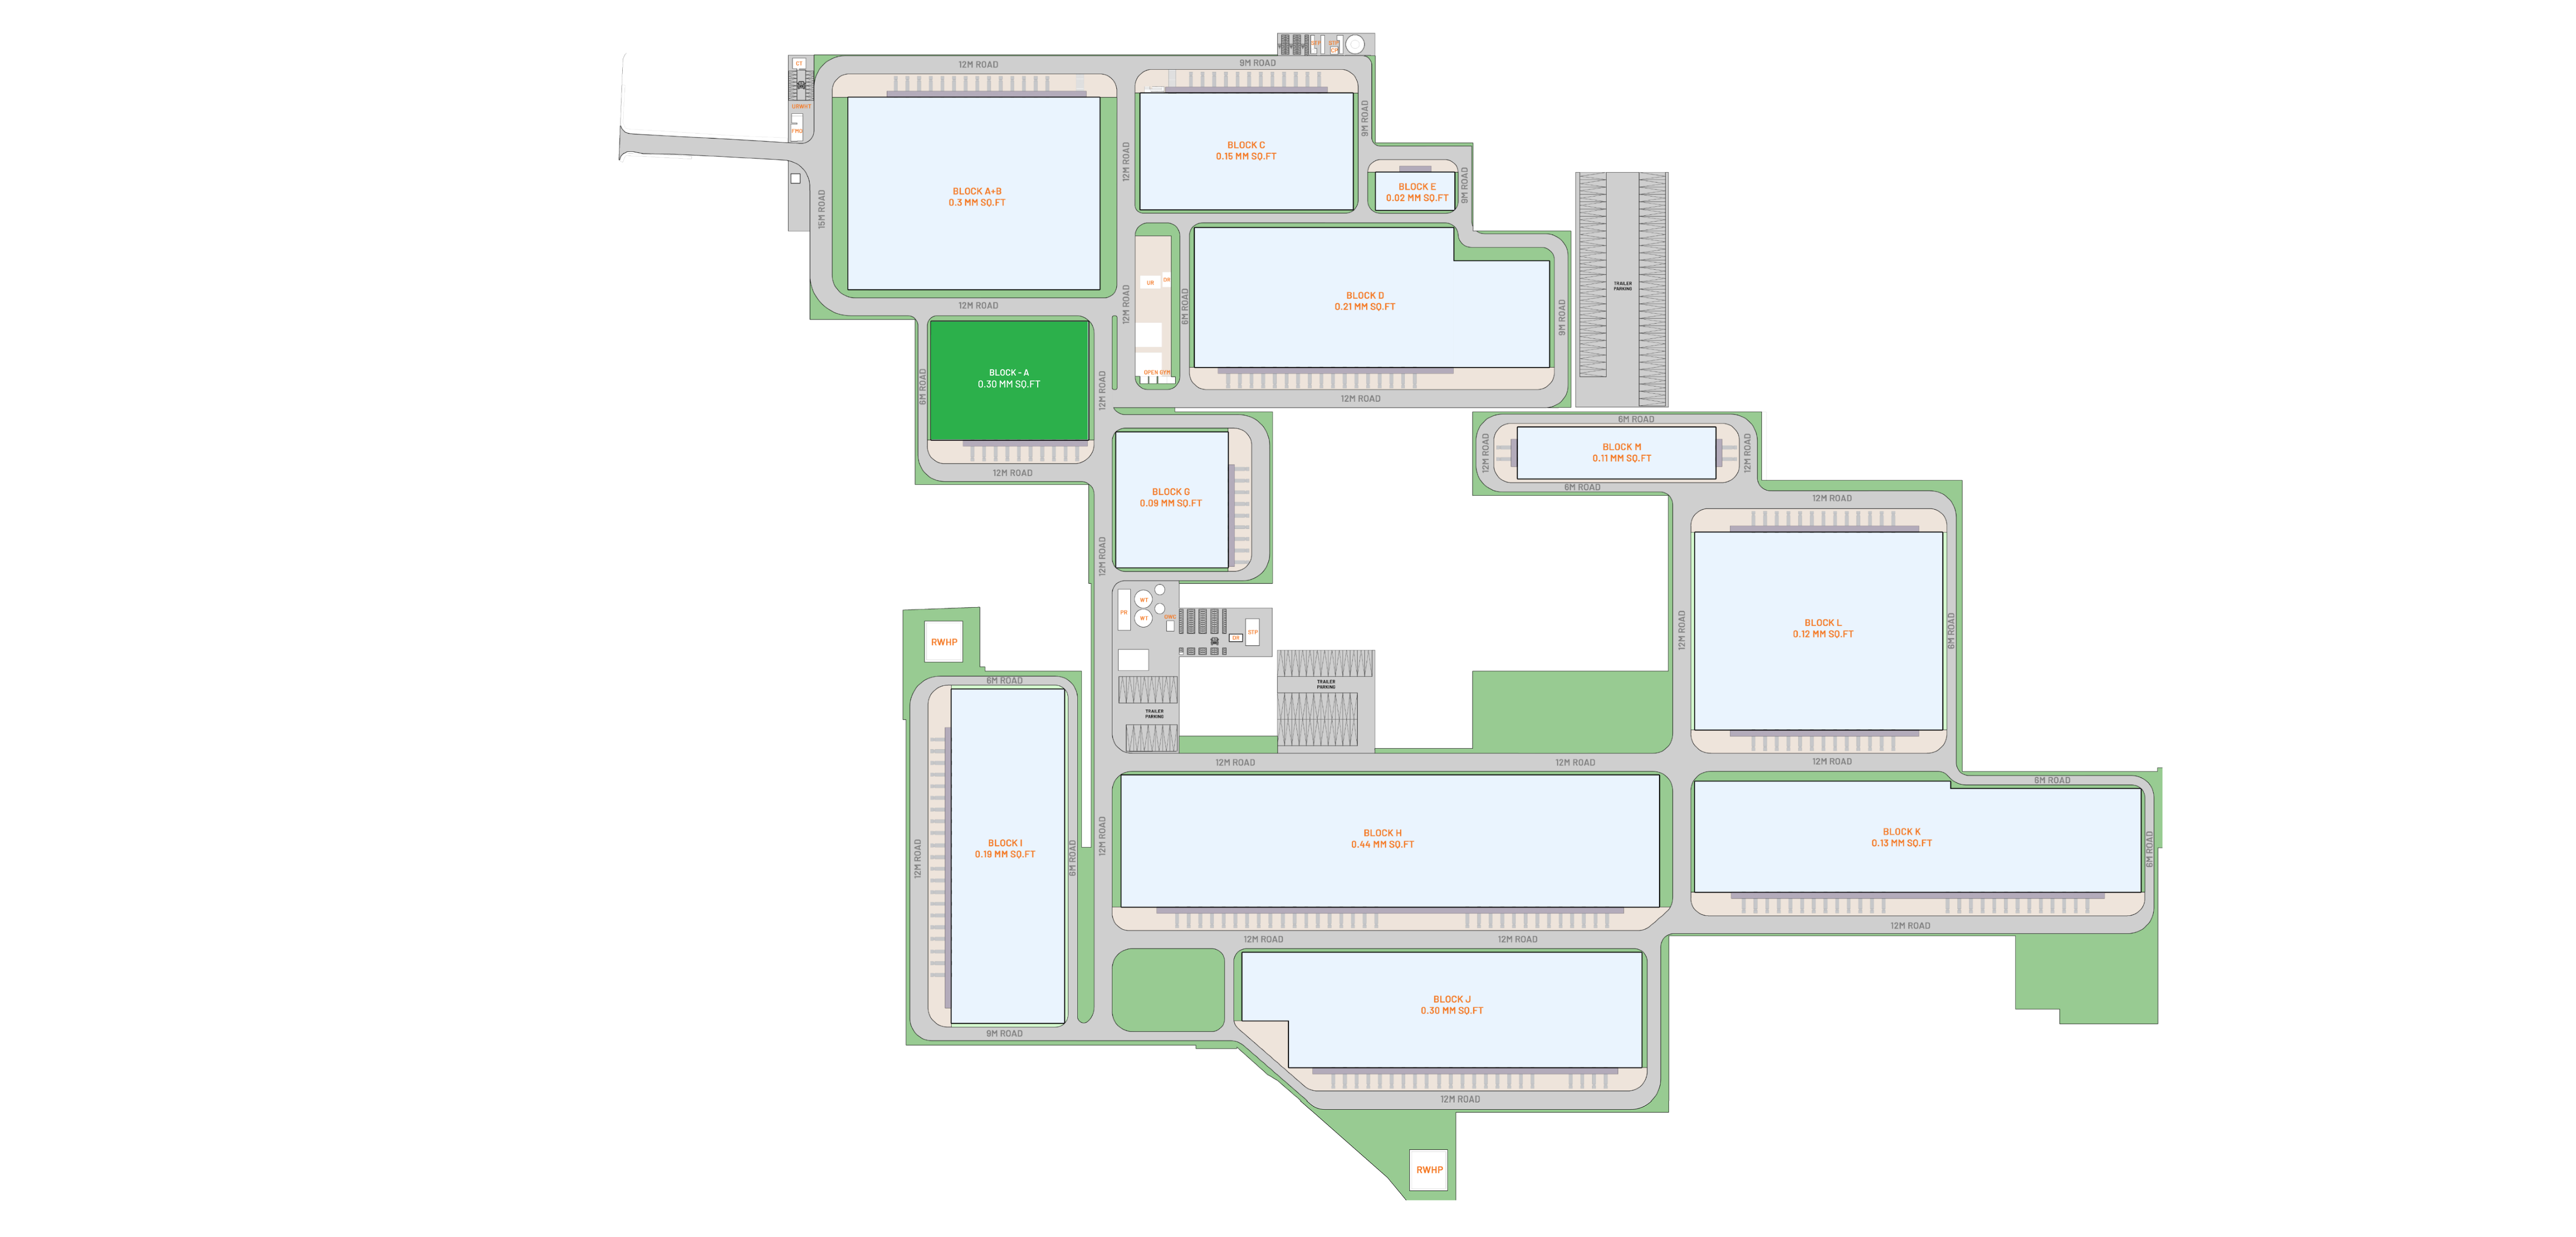 CT
URWHT
FMO
12M ROAD
9M ROAD
15M ROAD
BLOCK A+B
0.3 MM SQ.FT
12M ROAD
BLOCK C
0.15 MM SQ.FT
9M ROAD
BLOCK E
0.02 MM SQ.FT
9M ROAD
12M ROAD
12M ROAD
UR
6M ROAD
OPEN GYM
BLOCK D
0.21 MM SQ.FT
9M ROAD
12M ROAD
TRAILER
PARKING
6M ROAD
BLOCK - A
0.30 MM SQ.FT
12M ROAD
12M ROAD
BLOCK G
0.09 MM SQ.FT
12M ROAD
6M ROAD
12M ROAD
BLOCK M
0.11 MM SQ.FT
12M ROAD
6M ROAD
12M ROAD
12M ROAD
BLOCK L
0.12 MM SQ.FT
6M ROAD
12M ROAD
PH
WT
WT
OWC
DR
STP
TRAILER
PARKING
TRAILER
PARKING
RWHP
6M ROAD
12M ROAD
BLOCK I
0.19 MM SQ.FT
6M ROAD
9M ROAD
12M ROAD
12M ROAD
12M ROAD
BLOCK H
0.44 MM SQ.FT
12M ROAD
12M ROAD
6M ROAD
BLOCK K
0.13 MM SQ.FT
6M ROAD
12M ROAD
BLOCK J
0.30 MM SQ.FT
12M ROAD
RWHP